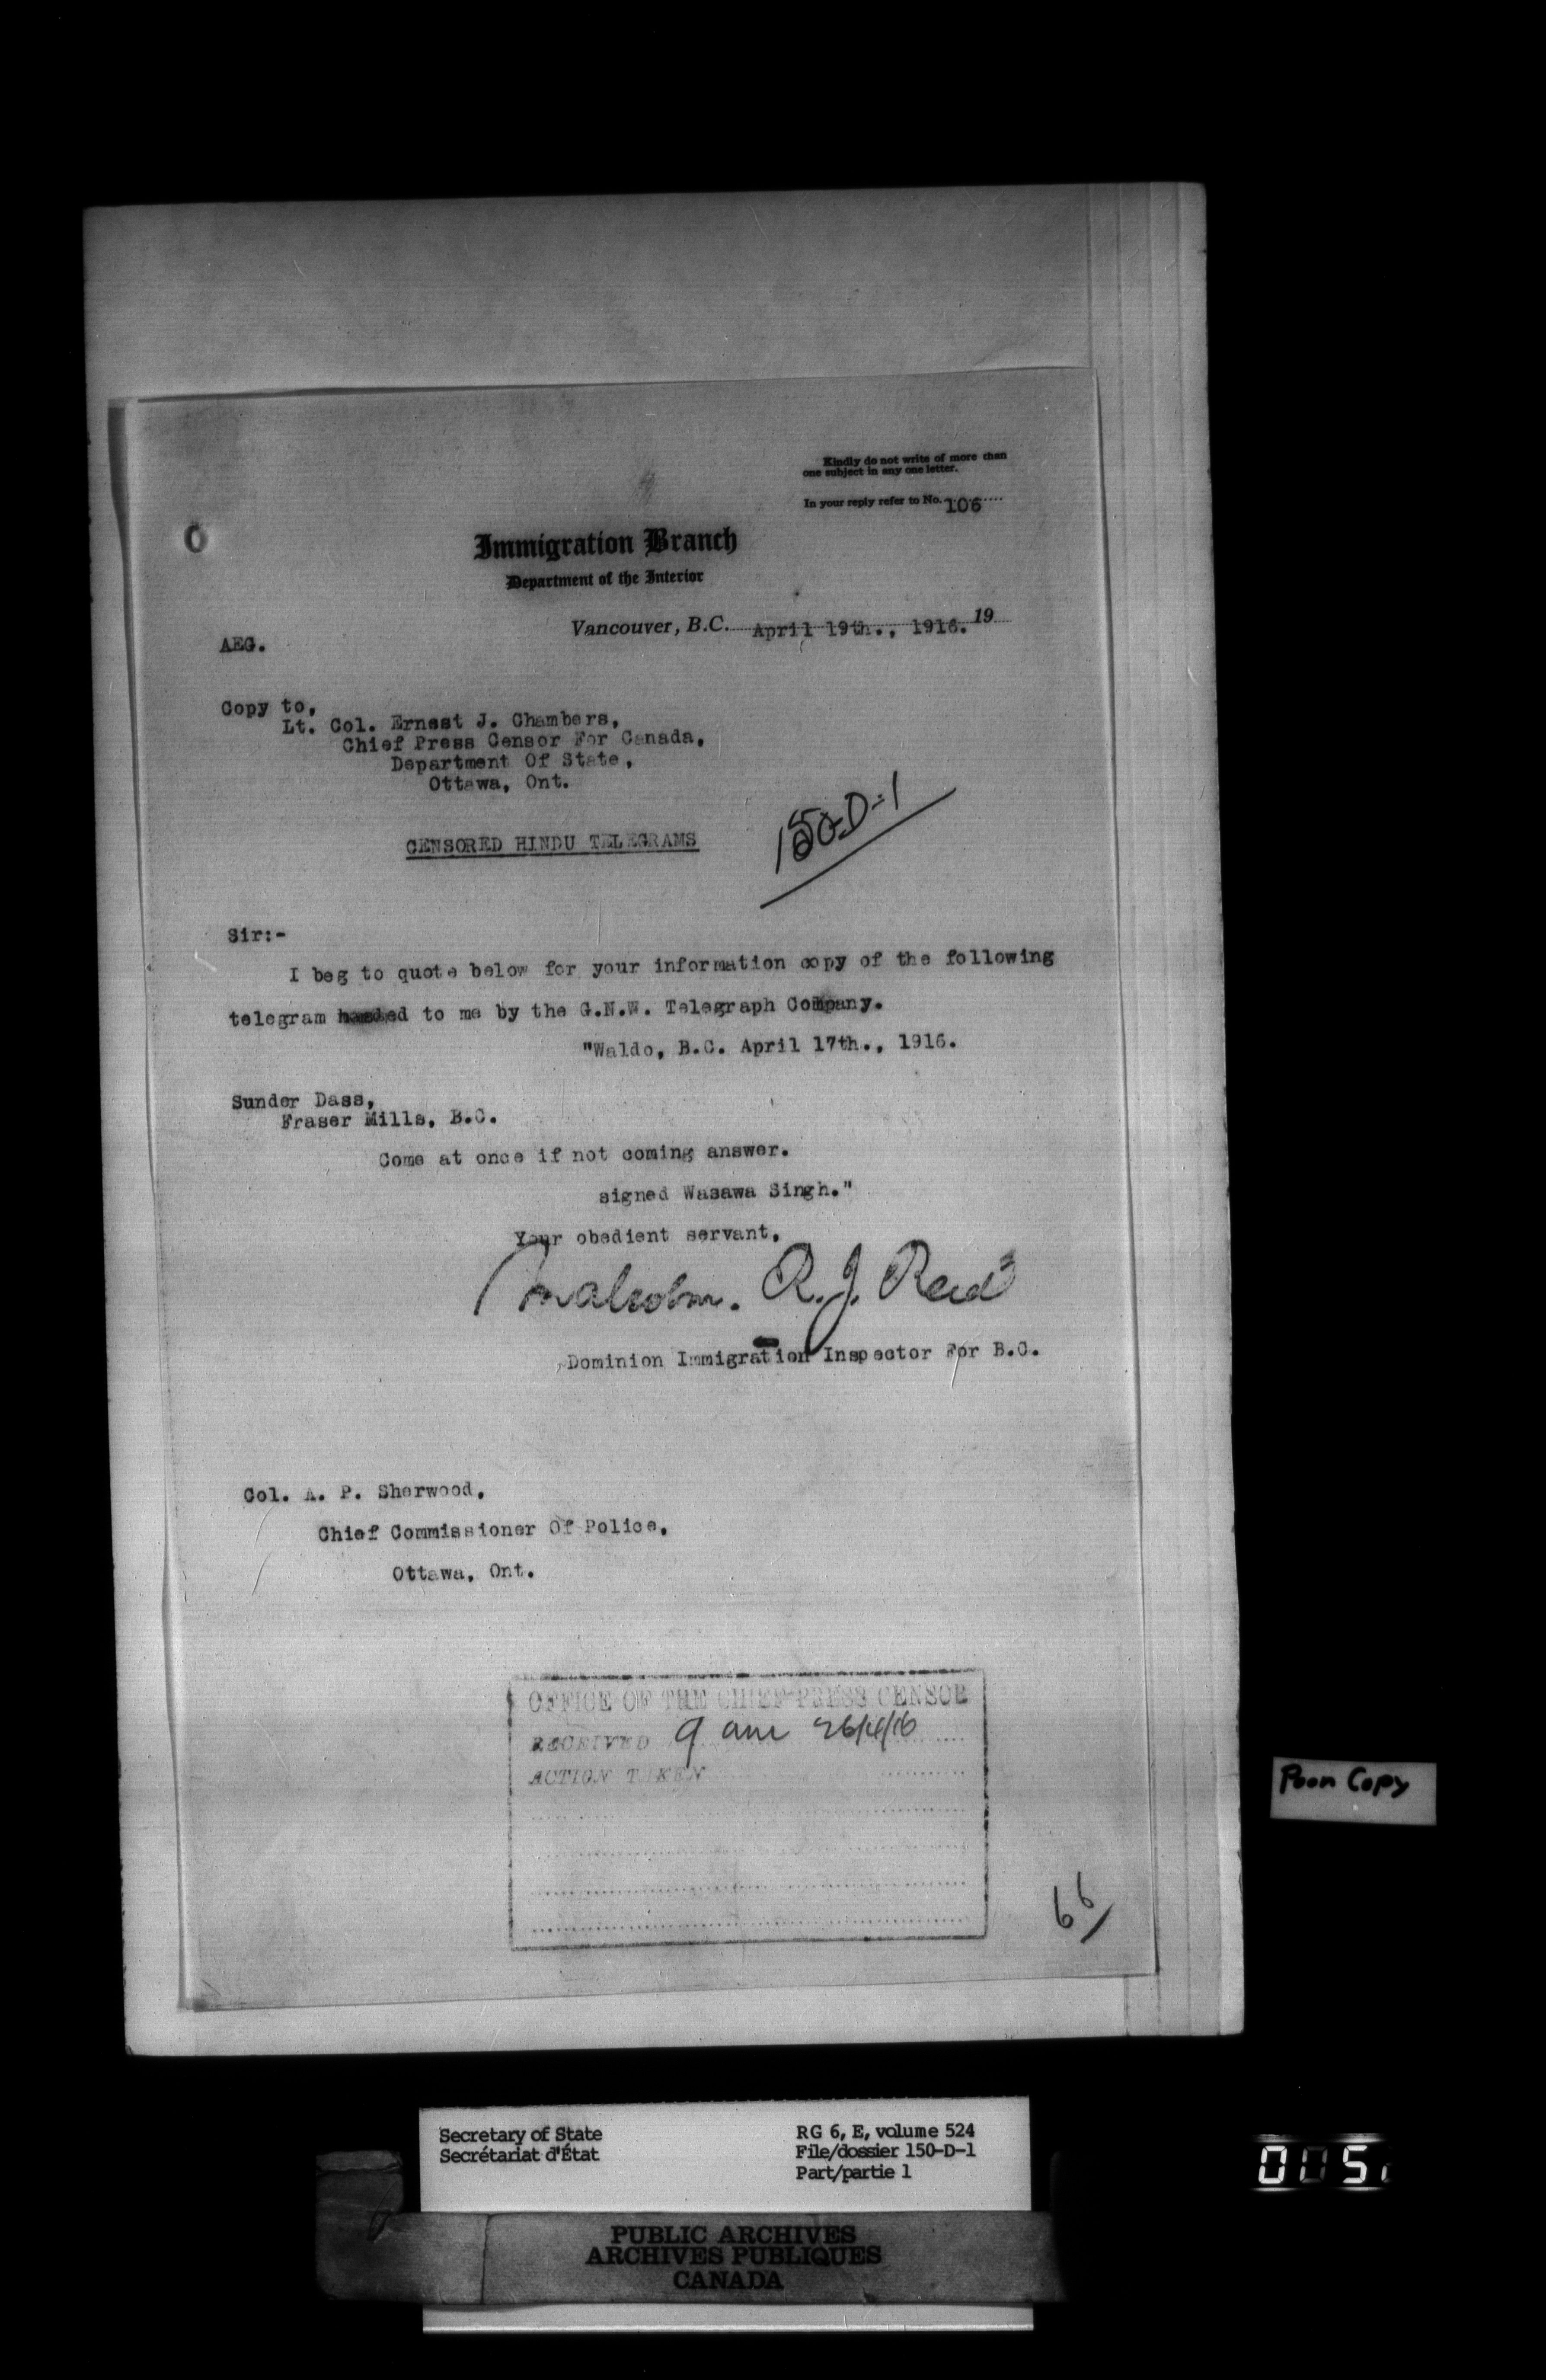 Kindly do not write of more than
one subject in any one letter.
In your reply refer to No. 106
Immigration Branch
Department of the Interior
Vancouver, B.C. April 19th., 1916. 19
AEG.
Copy to,
Lt. Col. Ernest J. Chambers,
Chief Press Censor For Canada,
Department Of State,
Ottawa, Ont.
150-D-1
CENSORED HINDU TELEGRAMS
Sir:-
I beg to quote below for your information copy of the following
telegram handed to me by the G.N.W. Telegraph Company.
"Waldo, B.C. April 17th., 1916.
Sunder Dass,
Fraser Mills, B.C.
Come at once if not coming answer.
signed Wasawa Singh."
Your obedient servant,
Malcolm. R. J. Reid
Dominion Immigration Inspector For B.C.
Col. A. P. Sherwood,
Chief Commissioner Of Police,
Ottawa, Ont.
OFFICE OF THE CHIEF PRESS CENSOR
RECEIVED 9 am 26/4/16
ACTION TAKEN
Poor Copy
66
Secretary of State
Secrétariat d'État
RG 6, E, volume 524
File/dossier 150-D-1
Part/partie 1
PUBLIC ARCHIVES
ARCHIVES PUBLIQUES
CANADA